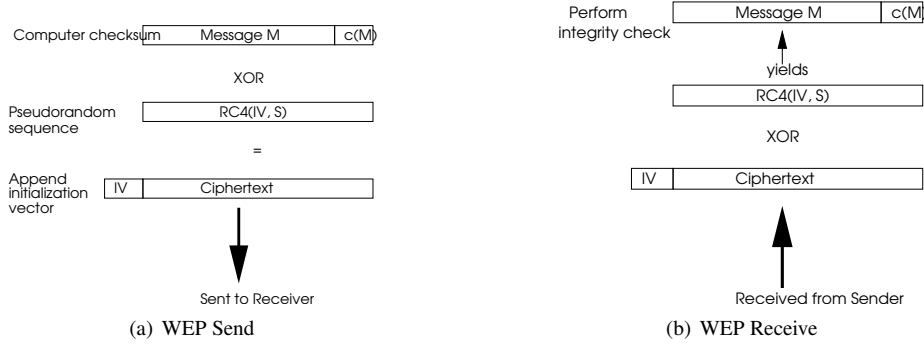 Computer checksum
Message M
c(M)
XOR
Pseudorandom
sequence
RC4(IV, S)
=
Append
initialization
vector
IV
Ciphertext
Sent to Receiver
(a) WEP Send
Perform
integrity check
Message M
c(M)
yields
RC4(IV, S)
XOR
IV
Ciphertext
Received from Sender
(b) WEP Receive